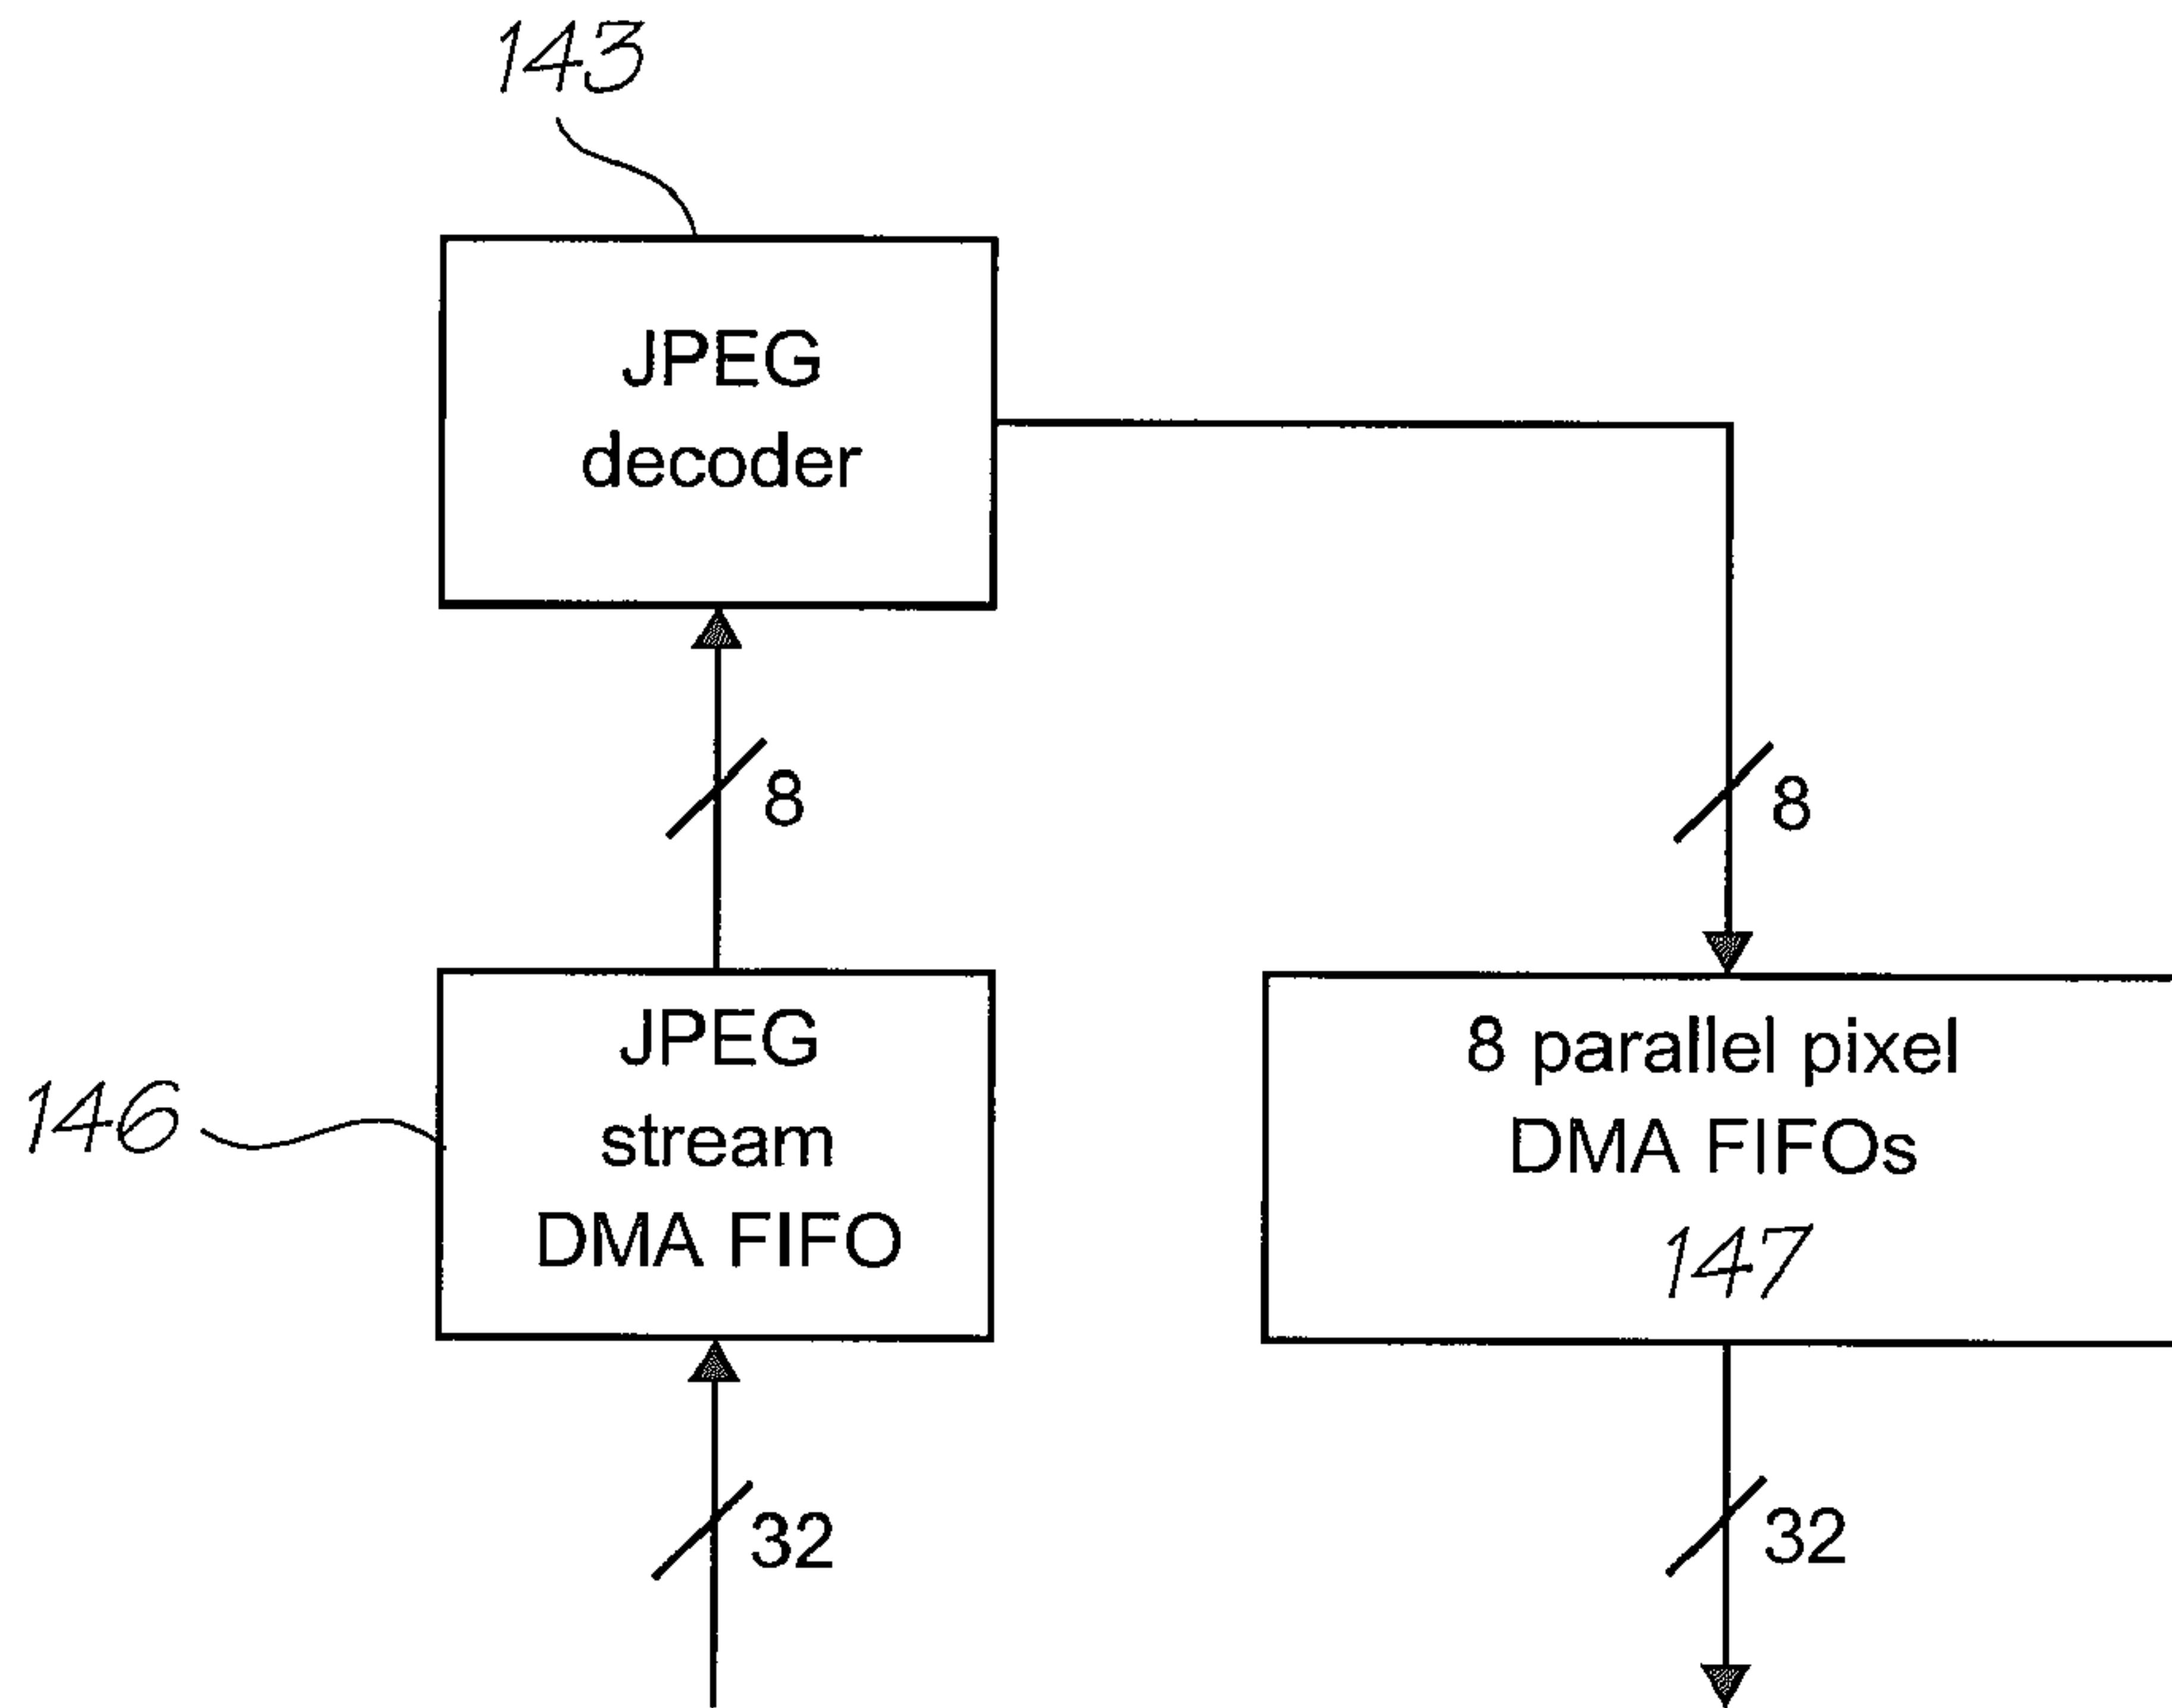 143
JPEG
decoder
8
8
JPEG
stream
DMA FIFO
146
8 parallel pixel
DMA FIFOs
147
32
32